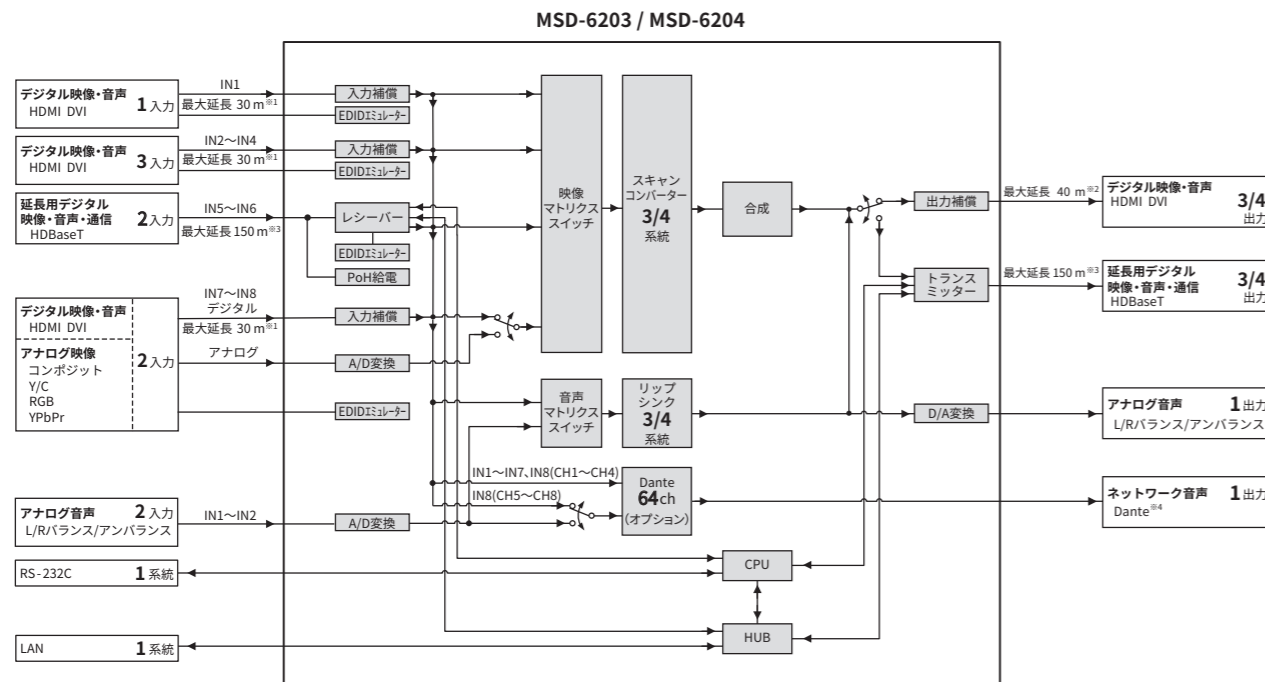 MSD-6203 / MSD-6204
デジタル映像・音声
HDMI DVI
1入力
IN1
最大延長 30 m※1
入力補償
EDIDエミュレーター
デジタル映像・音声
HDMI DVI
3入力
IN2〜IN4
最大延長 30 m※1
入力補償
EDIDエミュレーター
延長用デジタル
映像・音声・通信
HDBaseT
2入力
IN5〜IN6
最大延長 150 m※3
レシーバー
EDIDエミュレーター
PoH給電
デジタル映像・音声
HDMI DVI
アナログ映像
コンポジット
Y/C
RGB
YPbPr
2入力
IN7〜IN8
デジタル
最大延長 30 m※1
アナログ
入力補償
A/D変換
EDIDエミュレーター
アナログ音声 2入力
L/Rバランス/アンバランス
IN1〜IN2
A/D変換
RS-232C 1系統
LAN 1系統
映像
マトリクス
スイッチ
スキャン
コンバーター
3/4
系統
合成
音声
マトリクス
スイッチ
リップ
シンク
3/4
系統
IN1〜IN7、IN8(CH1〜CH4)
IN8(CH5〜CH8)
Dante
64ch
(オプション)
CPU
HUB
出力補償
トランス
ミッター
D/A変換
最大延長 40 m※2
デジタル映像・音声
HDMI DVI
3/4
出力
最大延長 150 m※3
延長用デジタル
映像・音声・通信
HDBaseT
3/4
出力
アナログ音声 1出力
L/Rバランス/アンバランス
ネットワーク音声 1出力
Dante※4